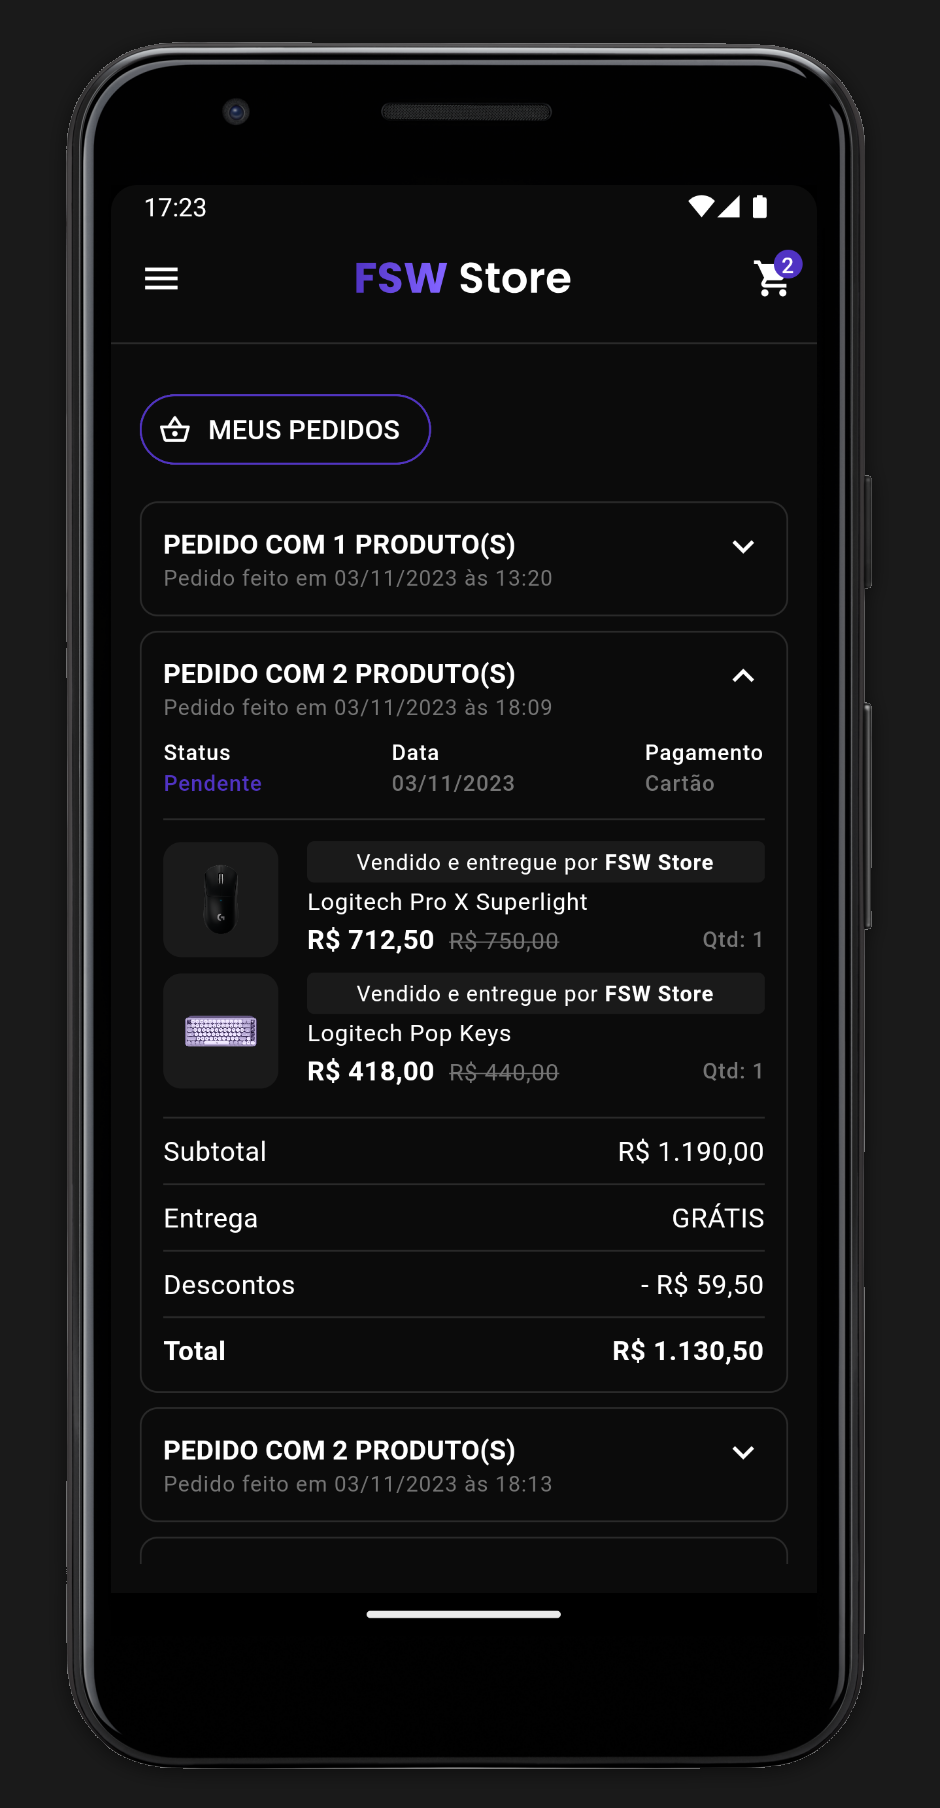 17:23
FSW Store
2
MEUS PEDIDOS
PEDIDO COM 1 PRODUTO(S)
Pedido feito em 03/11/2023 às 13:20
PEDIDO COM 2 PRODUTO(S)
Pedido feito em 03/11/2023 às 18:09
Status Data Pagamento
Pendente 03/11/2023 Cartão
Vendido e entregue por FSW Store
Logitech Pro X Superlight
R$ 712,50 R$ 750,00 Qtd: 1
Vendido e entregue por FSW Store
Logitech Pop Keys
R$ 418,00 R$ 440,00 Qtd: 1
Subtotal R$ 1.190,00
Entrega GRÁTIS
Descontos - R$ 59,50
Total R$ 1.130,50
PEDIDO COM 2 PRODUTO(S)
Pedido feito em 03/11/2023 às 18:13